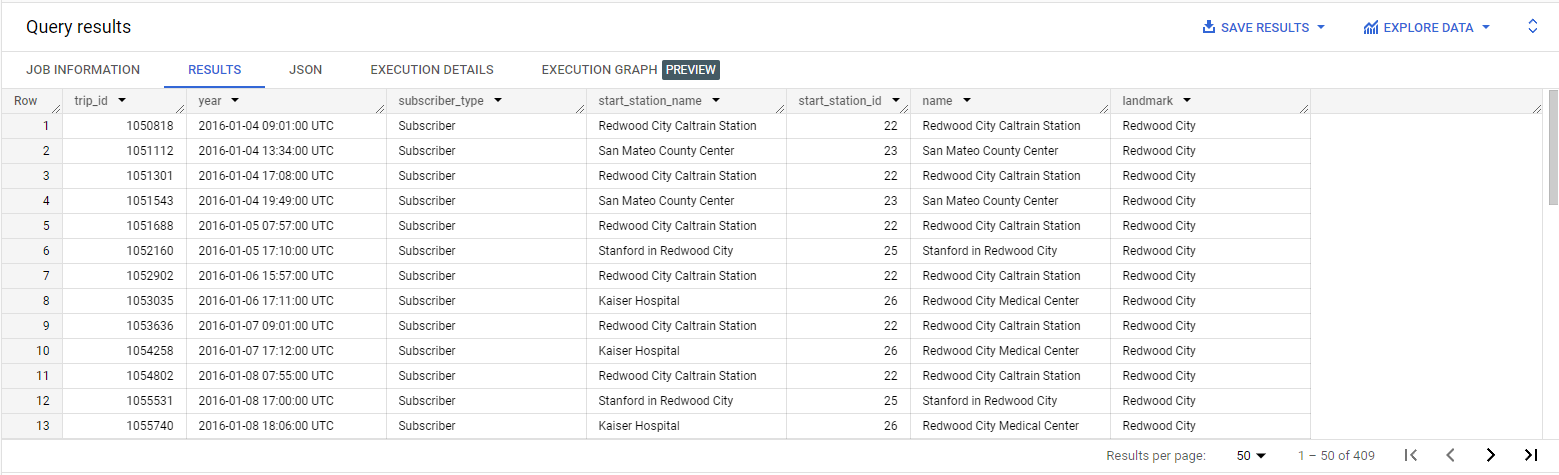 Query results SAVE RESULTS EXPLORE DATA
JOB INFORMATION RESULTS JSON EXECUTION DETAILS EXECUTION GRAPH PREVIEW
Row trip_id year subscriber_type start_station_name start_station_id name landmark
1 1050818 2016-01-04 09:01:00 UTC Subscriber Redwood City Caltrain Station 22 Redwood City Caltrain Station Redwood City
2 1051112 2016-01-04 13:34:00 UTC Subscriber San Mateo County Center 23 San Mateo County Center Redwood City
3 1051301 2016-01-04 17:08:00 UTC Subscriber Redwood City Caltrain Station 22 Redwood City Caltrain Station Redwood City
4 1051543 2016-01-04 19:49:00 UTC Subscriber San Mateo County Center 23 San Mateo County Center Redwood City
5 1051688 2016-01-05 07:57:00 UTC Subscriber Redwood City Caltrain Station 22 Redwood City Caltrain Station Redwood City
6 1052160 2016-01-05 17:10:00 UTC Subscriber Stanford in Redwood City 25 Stanford in Redwood City Redwood City
7 1052902 2016-01-06 15:57:00 UTC Subscriber Redwood City Caltrain Station 22 Redwood City Caltrain Station Redwood City
8 1053035 2016-01-06 17:11:00 UTC Subscriber Kaiser Hospital 26 Redwood City Medical Center Redwood City
9 1053636 2016-01-07 09:01:00 UTC Subscriber Redwood City Caltrain Station 22 Redwood City Caltrain Station Redwood City
10 1054258 2016-01-07 17:12:00 UTC Subscriber Kaiser Hospital 26 Redwood City Medical Center Redwood City
11 1054802 2016-01-08 07:55:00 UTC Subscriber Redwood City Caltrain Station 22 Redwood City Caltrain Station Redwood City
12 1055531 2016-01-08 17:00:00 UTC Subscriber Stanford in Redwood City 25 Stanford in Redwood City Redwood City
13 1055740 2016-01-08 18:06:00 UTC Subscriber Kaiser Hospital 26 Redwood City Medical Center Redwood City
Results per page: 50 1 – 50 of 409